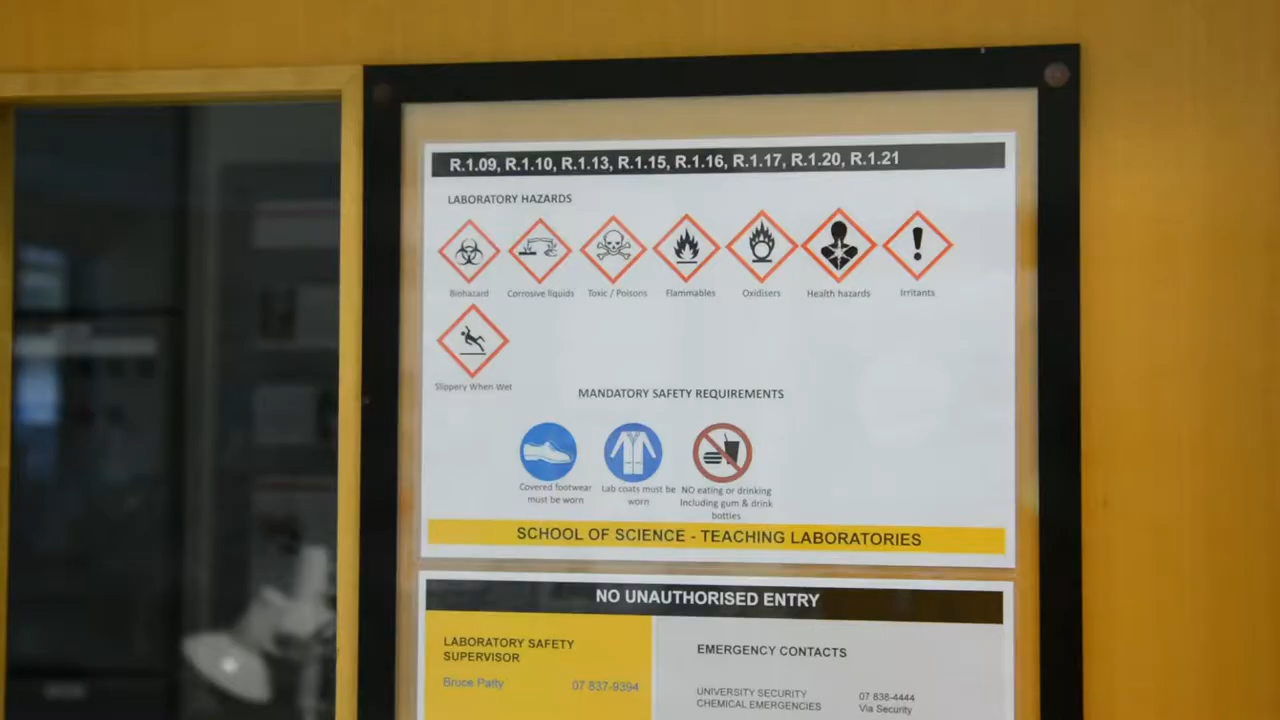 R.1.09, R.1.10, R.1.13, R.1.15, R.1.16, R.1.17, R.1.20, R.1.21
LABORATORY HAZARDS
Biohazard Corrosive liquids Toxic / Poisons Flammables Oxidisers Health hazards Irritants
Slippery When Wet
MANDATORY SAFETY REQUIREMENTS
Covered footwear must be worn
Lab coats must be worn
NO eating or drinking
Including gum & drink
bottles
SCHOOL OF SCIENCE - TEACHING LABORATORIES
NO UNAUTHORISED ENTRY
LABORATORY SAFETY
SUPERVISOR
Bruce Patty 07 837-9394
EMERGENCY CONTACTS
UNIVERSITY SECURITY 07 838-4444
CHEMICAL EMERGENCIES Via Security